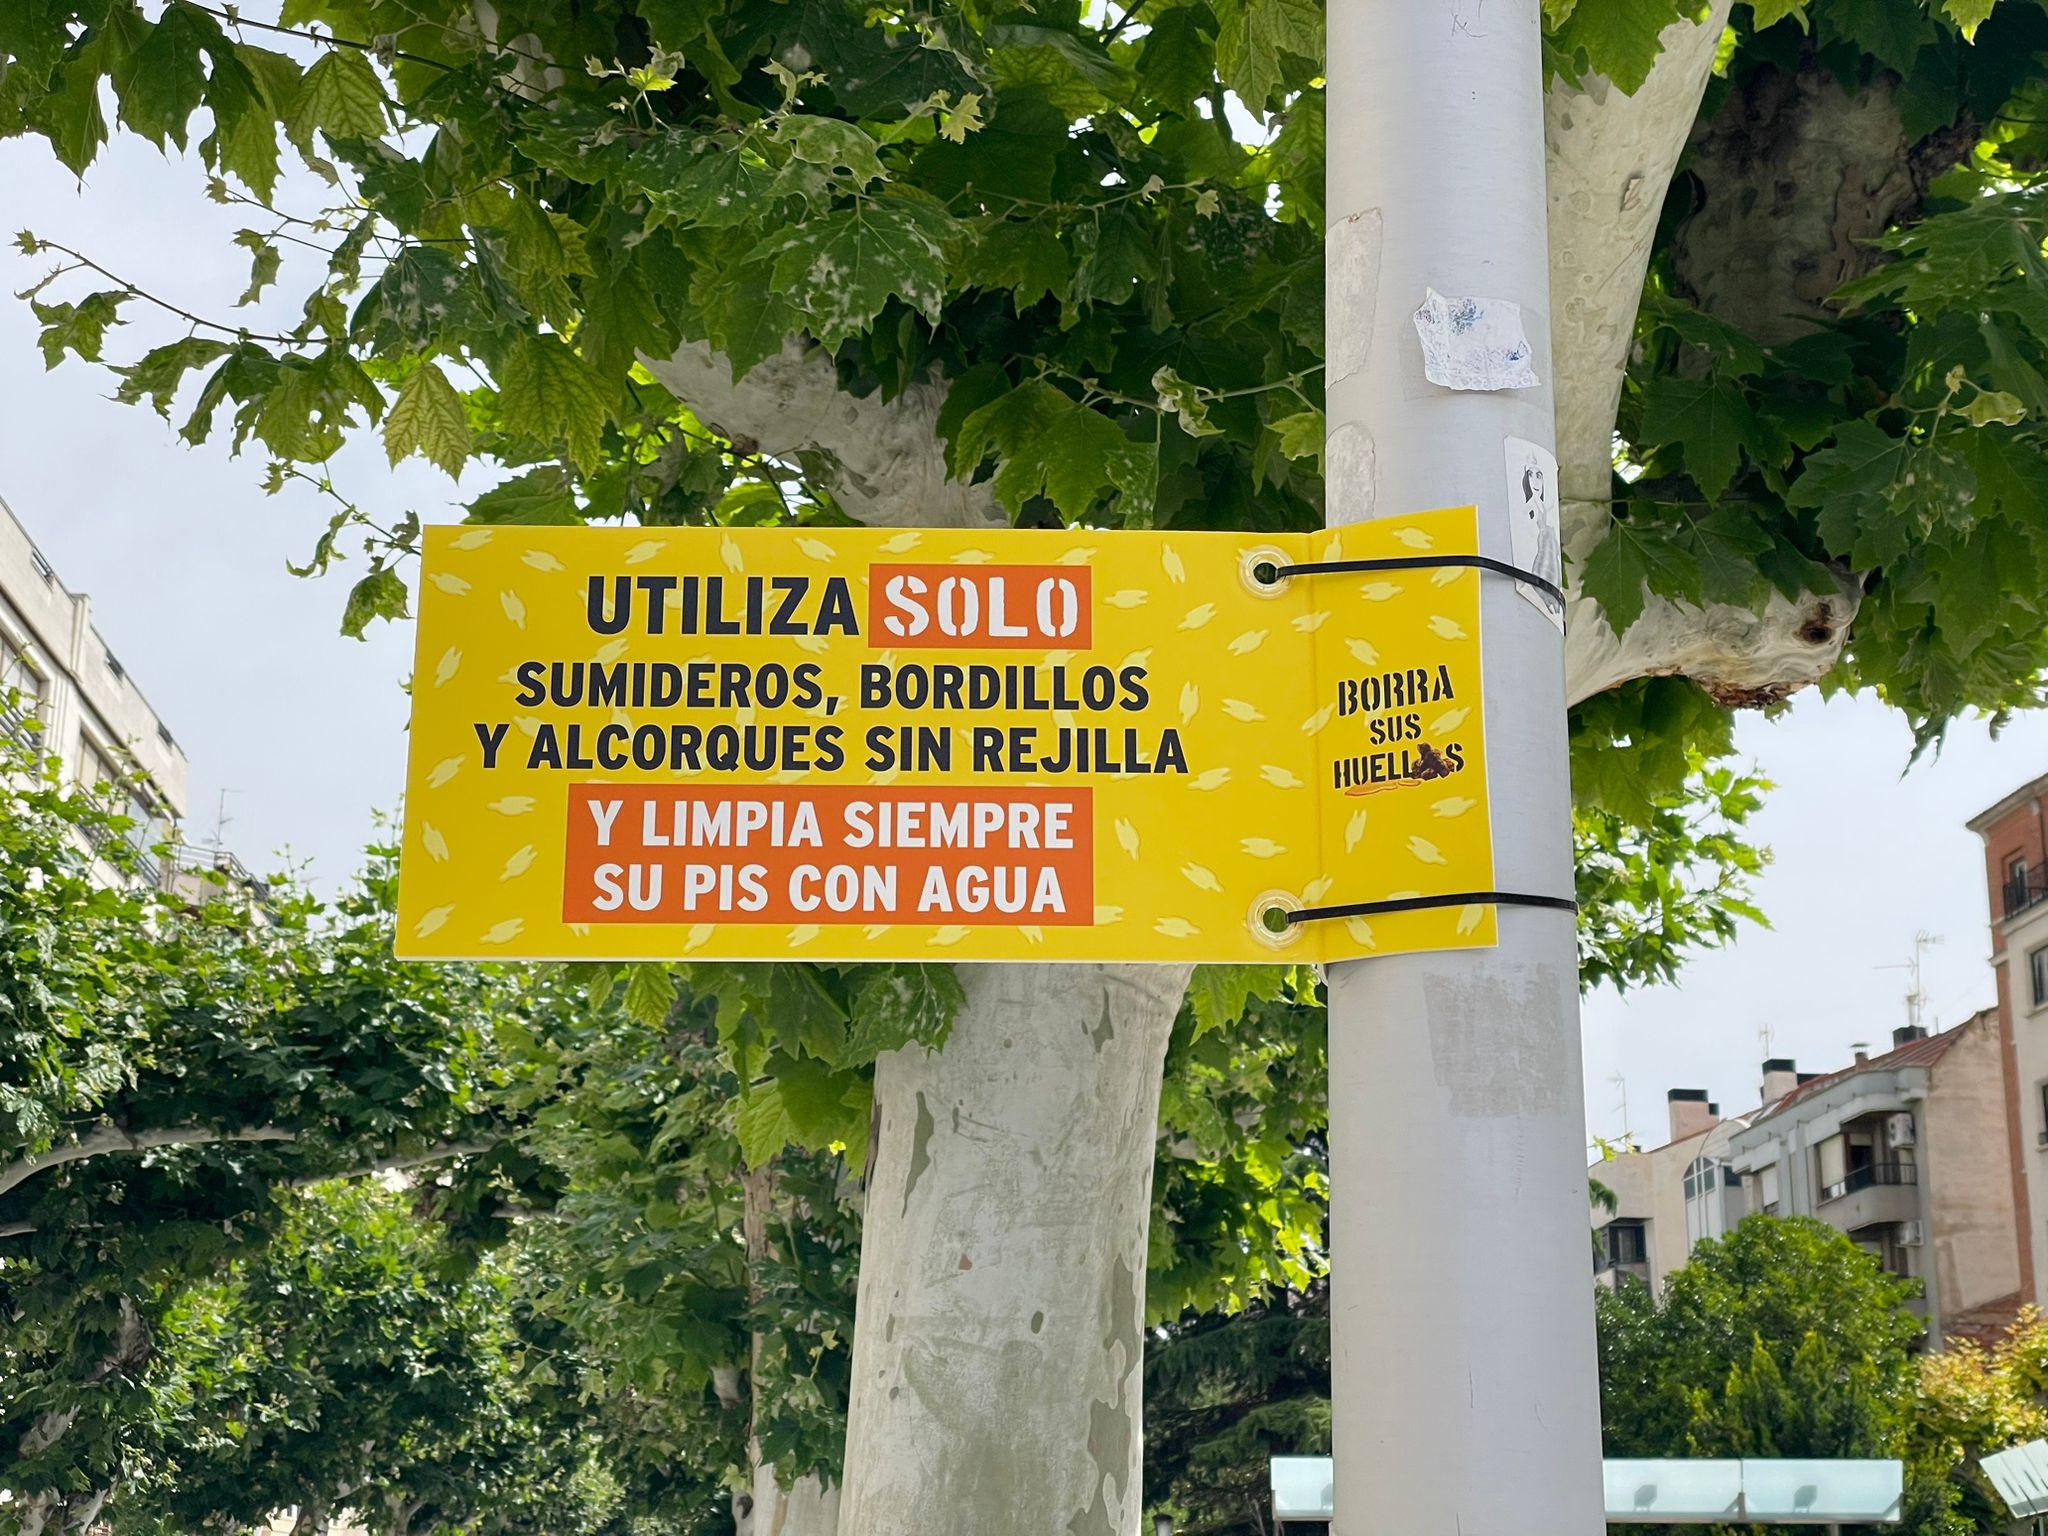 UTILIZA SOLO
SUMIDEROS, BORDILLOS
Y ALCORQUES SIN REJILLA
Y LIMPIA SIEMPRE
SU PIS CON AGUA
BORRA
SUS
HUELLAS